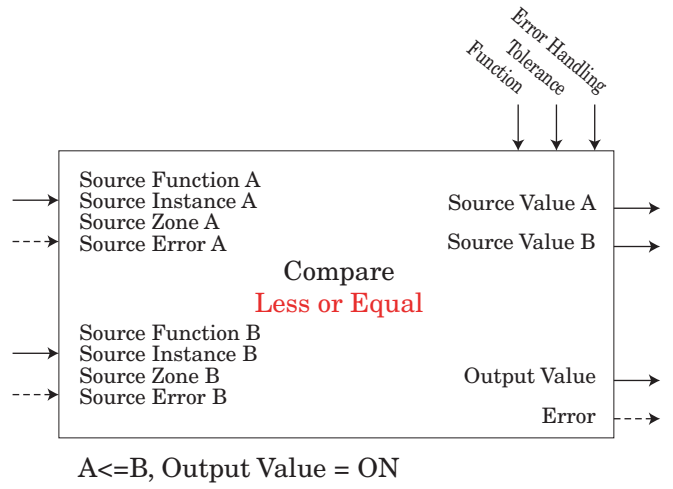 Function
Tolerance
Error Handling
Source Function A
Source Instance A
Source Zone A
Source Error A
Source Value A
Source Value B
Compare
Less or Equal
Source Function B
Source Instance B
Source Zone B
Source Error B
Output Value
Error
A<=B, Output Value = ON